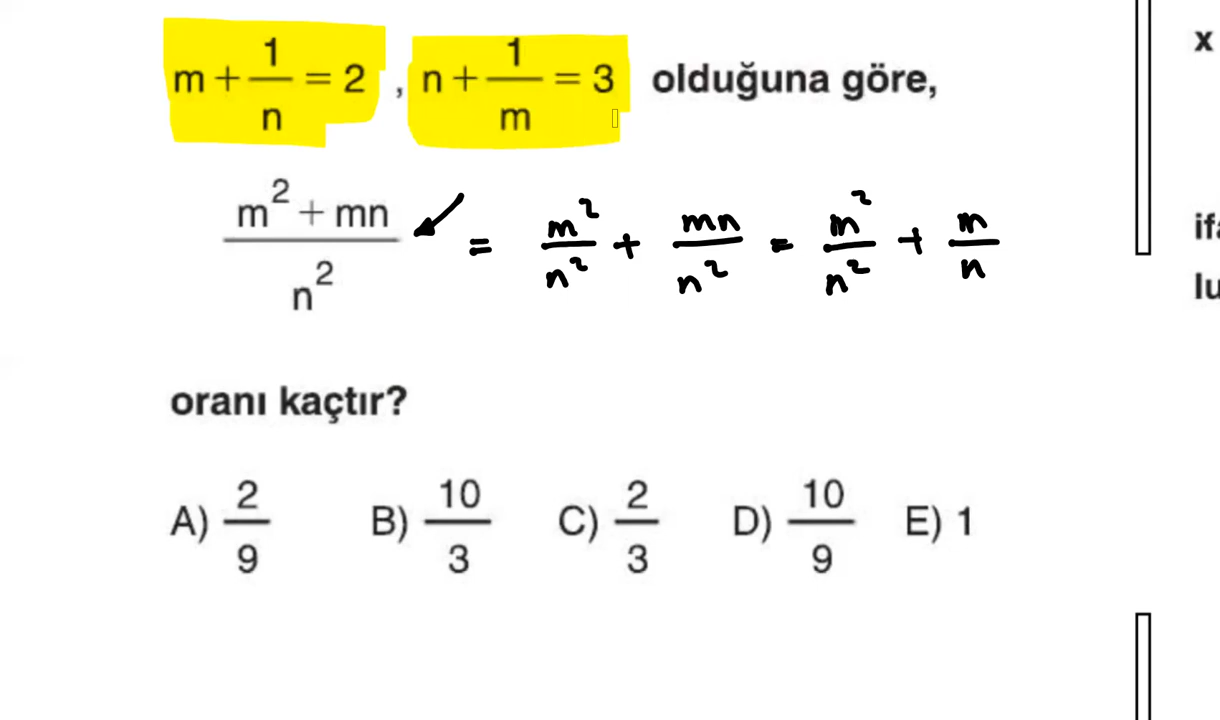 m + 1/n = 2 , n + 1/m = 3 olduğuna göre,
(m² + mn)/n² = m²/n² + mn/n² = m²/n² + m/n
oranı kaçtır?
A) 2/9 B) 10/3 C) 2/3 D) 10/9 E) 1
x
ifa
lu